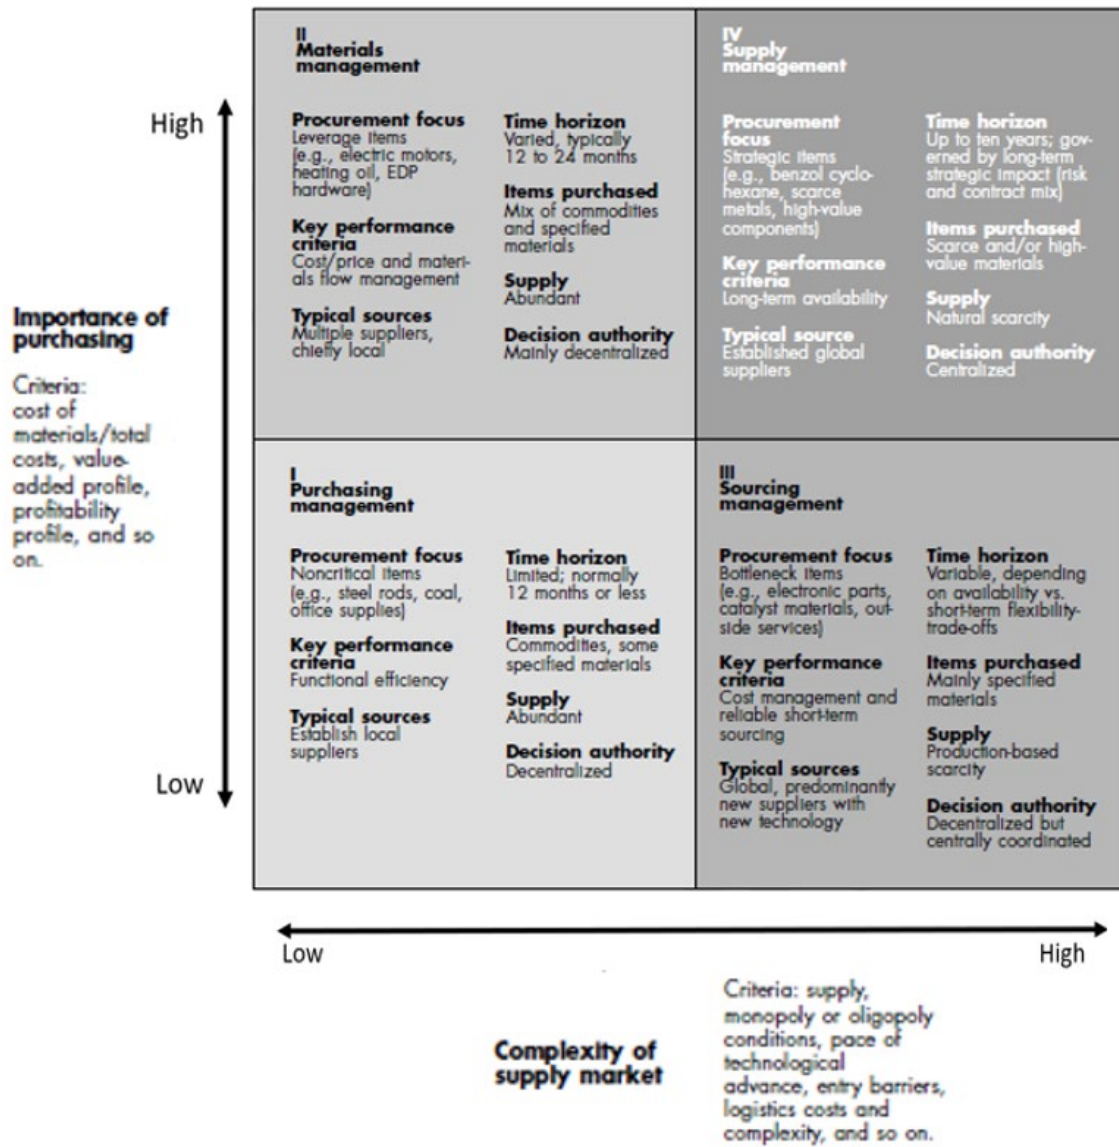 II
Materials
management
Procurement focus
Leverage items
(e.g., electric motors,
heating oil, EDP
hardware)
Key performance
criteria
Cost/price and materi-
als flow management
Typical sources
Multiple suppliers,
chiefly local
Time horizon
Varied, typically
12 to 24 months
Items purchased
Mix of commodities
and specified
materials
Supply
Abundant
Decision authority
Mainly decentralized
IV
Supply
management
Procurement
focus
Strategic items
(e.g., benzol cyclo-
hexane, scarce
metals, high-value
components)
Key performance
criteria
Long-term availability
Typical source
Established global
suppliers
Time horizon
Up to ten years; gov-
erned by long-term
strategic impact (risk
and contract mix)
Items purchased
Scarce and/or high-
value materials
Supply
Natural scarcity
Decision authority
Centralized
High
Importance of
purchasing
Criteria:
cost of
materials/total
costs, value-
added profile,
profitability
profile, and so
on.
Low
I
Purchasing
management
Procurement focus
Noncritical items
(e.g., steel rods, coal,
office supplies)
Key performance
criteria
Functional efficiency
Typical sources
Establish local
suppliers
Time horizon
Limited; normally
12 months or less
Items purchased
Commodities, some
specified materials
Supply
Abundant
Decision authority
Decentralized
III
Sourcing
management
Procurement focus
Bottleneck items
(e.g., electronic parts,
catalyst materials, out-
side services)
Key performance
criteria
Cost management and
reliable short-term
sourcing
Typical sources
Global, predominantly
new suppliers with
new technology
Time horizon
Variable, depending
on availability vs.
short-term flexibility-
trade-offs
Items purchased
Mainly specified
materials
Supply
Production-based
scarcity
Decision authority
Decentralized but
centrally coordinated
Low
High
Complexity of
supply market
Criteria: supply,
monopoly or oligopoly
conditions, pace of
technological
advance, entry barriers,
logistics costs and
complexity, and so on.